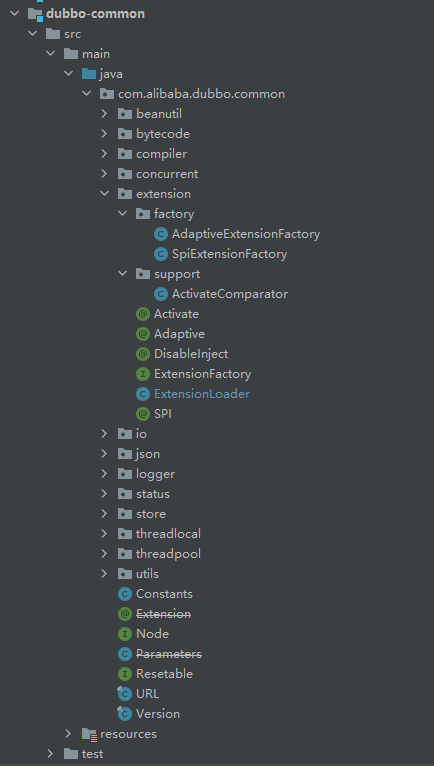 dubbo-common
src
main
java
com.alibaba.dubbo.common
beanutil
bytecode
compiler
concurrent
extension
factory
AdaptiveExtensionFactory
SpiExtensionFactory
support
ActivateComparator
Activate
Adaptive
DisableInject
ExtensionFactory
ExtensionLoader
SPI
io
json
logger
status
store
threadlocal
threadpool
utils
Constants
Extension
Node
Parameters
Resetable
URL
Version
resources
test